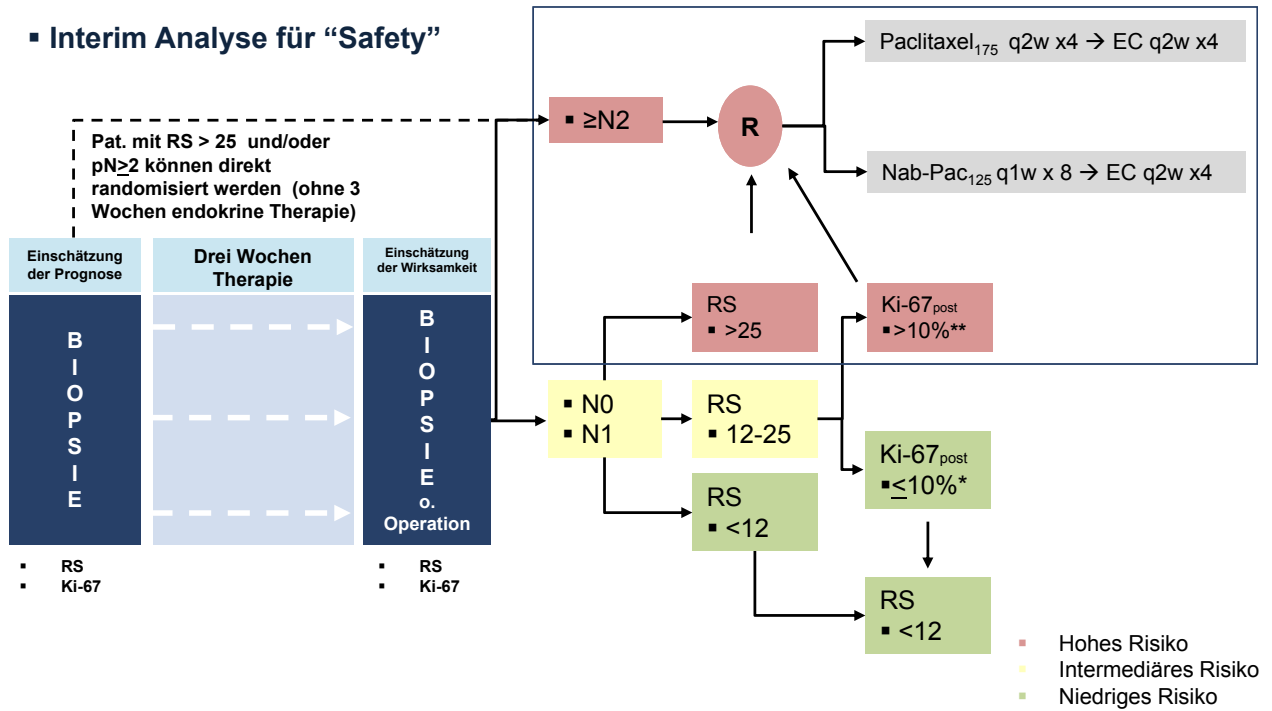 ▪ Interim Analyse für “Safety”
Pat. mit RS > 25 und/oder
pN≥2 können direkt
randomisiert werden (ohne 3
Wochen endokrine Therapie)
Einschätzung
der Prognose
Drei Wochen
Therapie
Einschätzung
der Wirksamkeit
B
I
O
P
S
I
E
B
I
O
P
S
I
E
o.
Operation
▪ RS
▪ Ki-67
▪ RS
▪ Ki-67
▪ ≥N2
R
Paclitaxel175 q2w x4 → EC q2w x4
Nab-Pac125 q1w x 8 → EC q2w x4
RS
▪ >25
Ki-67post
▪>10%**
▪ N0
▪ N1
RS
▪ 12-25
RS
▪ <12
Ki-67post
▪≤10%*
RS
▪ <12
▪ Hohes Risiko
▪ Intermediäres Risiko
▪ Niedriges Risiko